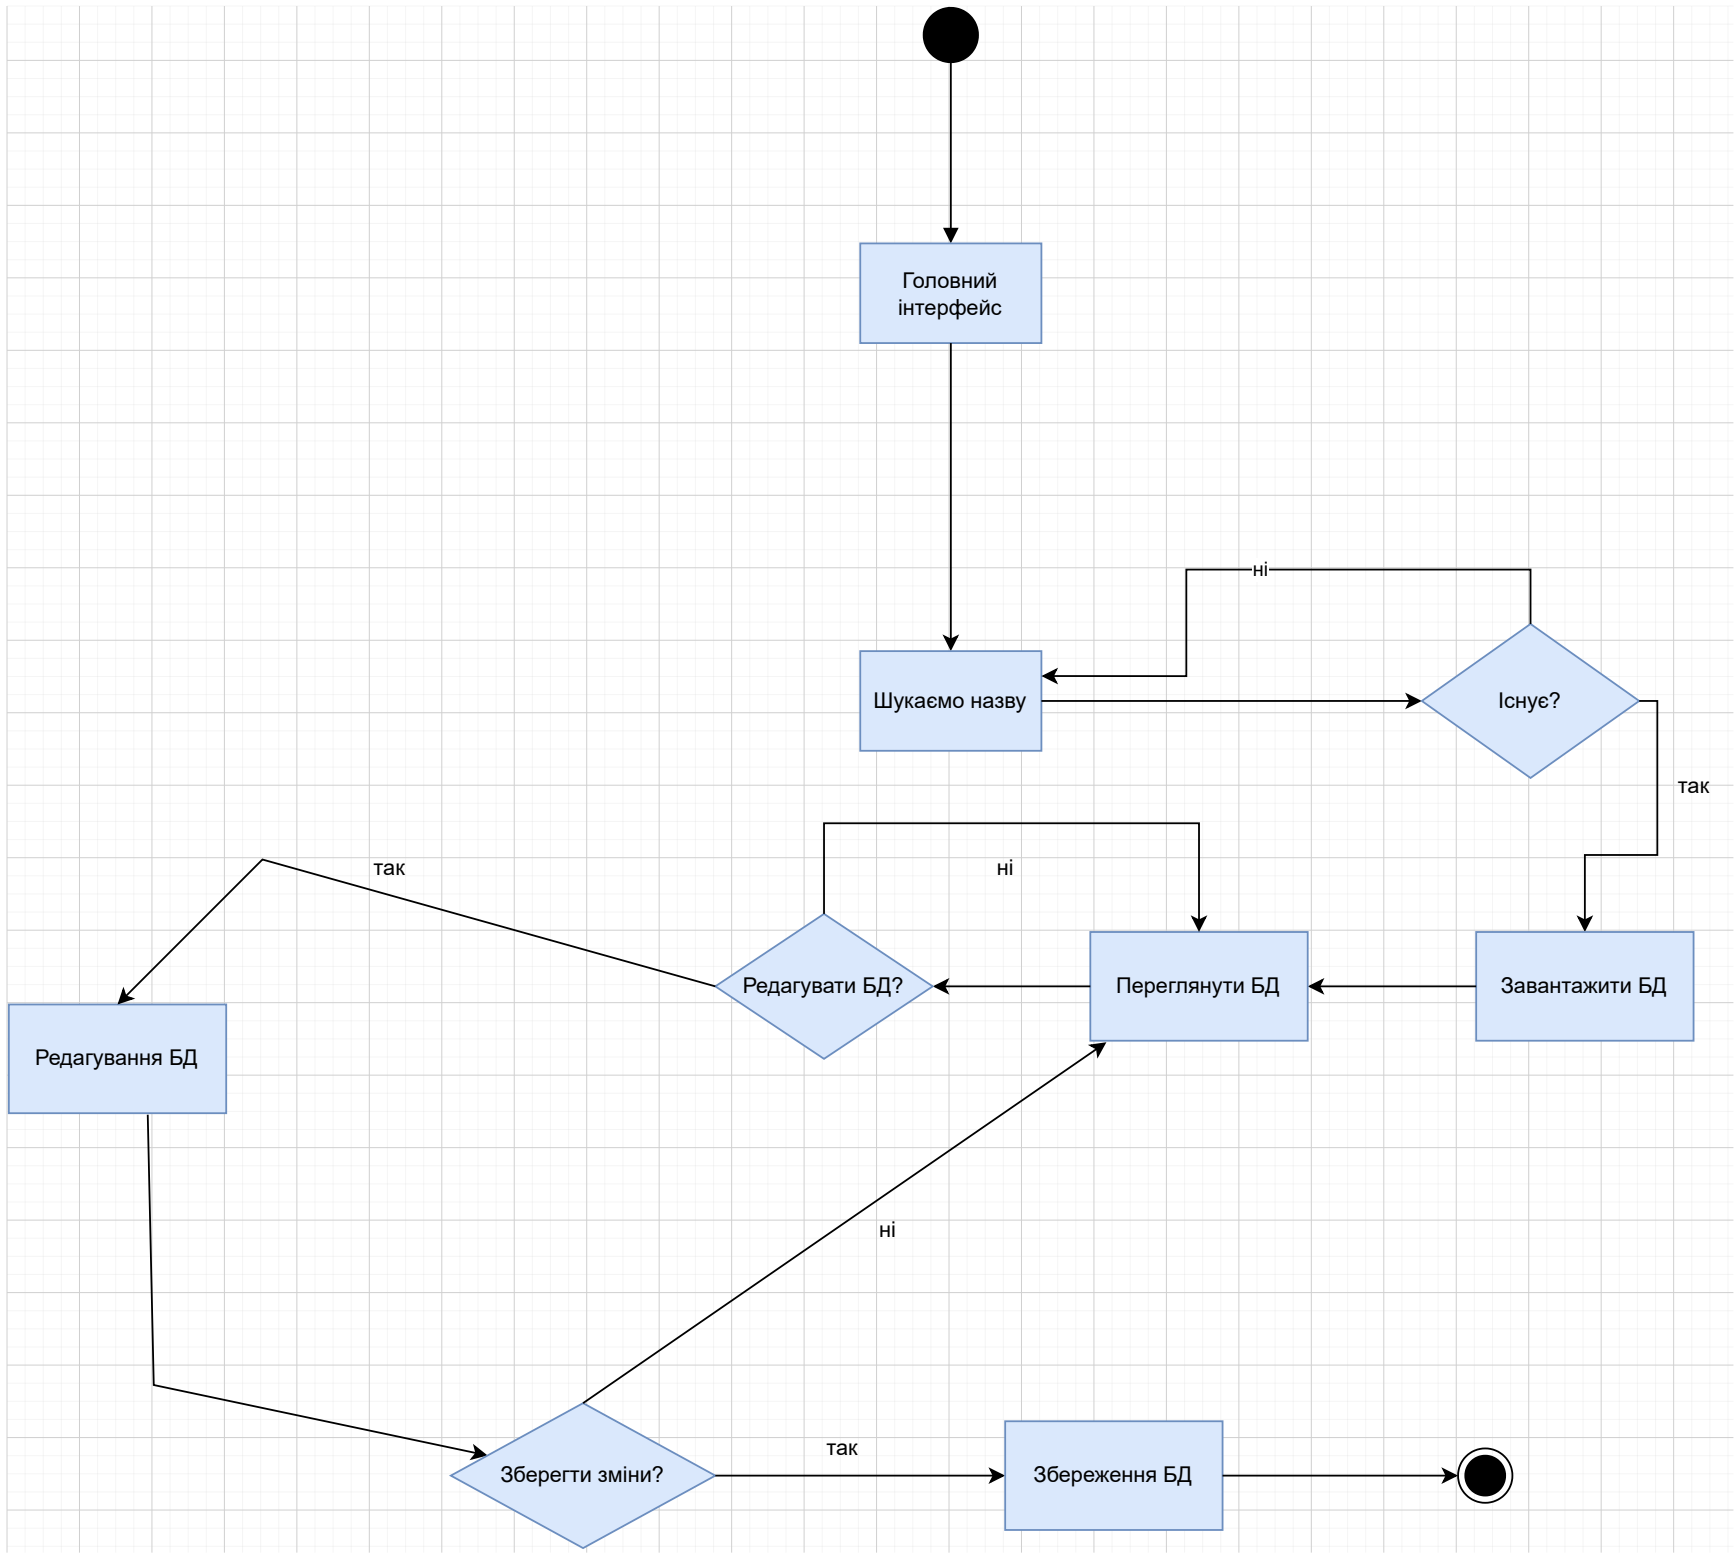 Головний
інтерфейс
ні
Шукаємо назву
Існує?
так
так
ні
Редагувати БД?
Переглянути БД
Завантажити БД
Редагування БД
ні
так
Зберегти зміни?
Збереження БД